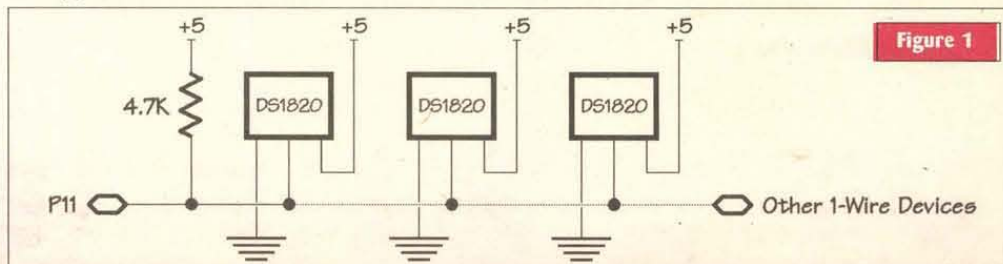 +5 +5 +5 +5
Figure 1
4.7K
DS1820 DS1820 DS1820
P11 Other 1-Wire Devices